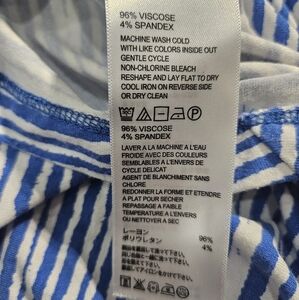 96% VISCOSE
4% SPANDEX
MACHINE WASH COLD
WITH LIKE COLORS INSIDE OUT
GENTLE CYCLE
NON-CHLORINE BLEACH
RESHAPE AND LAY FLAT TO DRY
COOL IRON ON REVERSE SIDE
OR DRY CLEAN
96% VISCOSE
4% SPANDEX
LAVER A LA MACHINE A L'EAU
FROIDE AVEC DES COULEURS
SEMBLABLES A L'ENVERS DE
CYCLE DELICAT
AGENT DE BLANCHIMENT SANS
CHLORE
REDONNER LA FORME ET ETENDRE
A PLAT POUR SECHER
REPASSAGE A FAIBLE
TEMPERATURE A L'ENVERS
OU NETTOYER A SEC
レーヨン 96%
ポリウレタン 4%